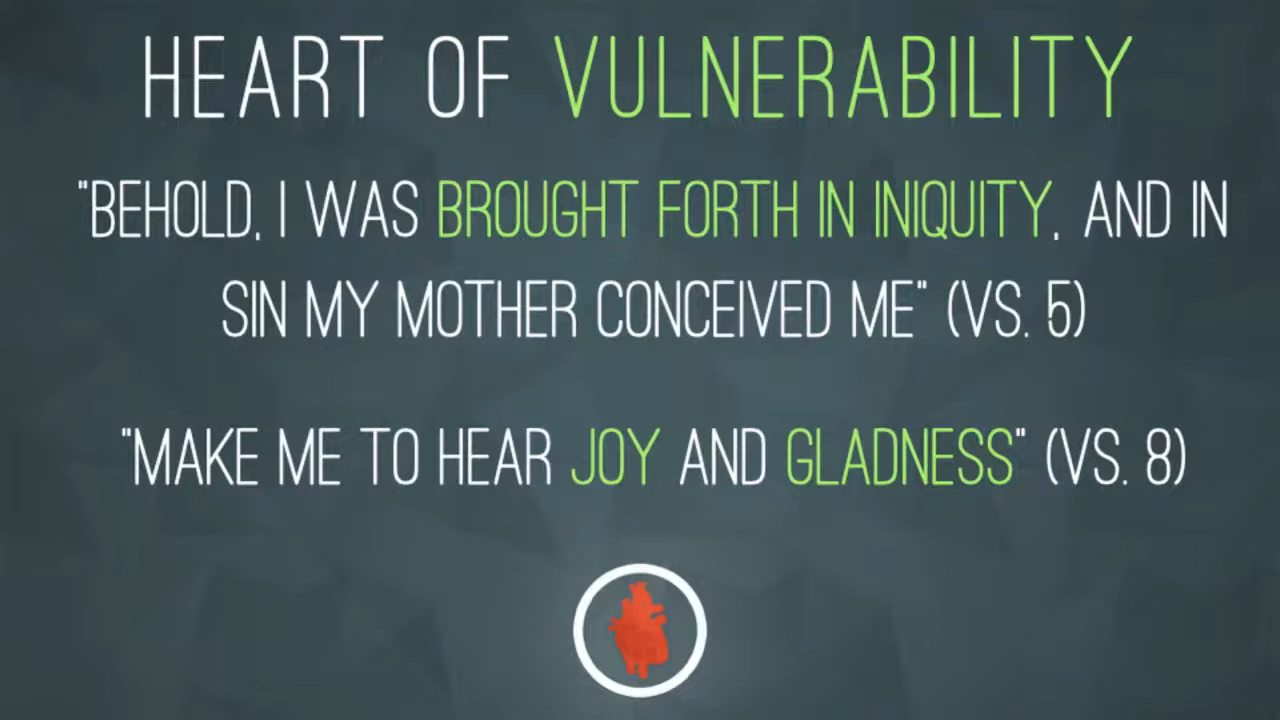 HEART OF VULNERABILITY
"BEHOLD, I WAS BROUGHT FORTH IN INIQUITY, AND IN
SIN MY MOTHER CONCEIVED ME" (VS. 5)
"MAKE ME TO HEAR JOY AND GLADNESS" (VS. 8)